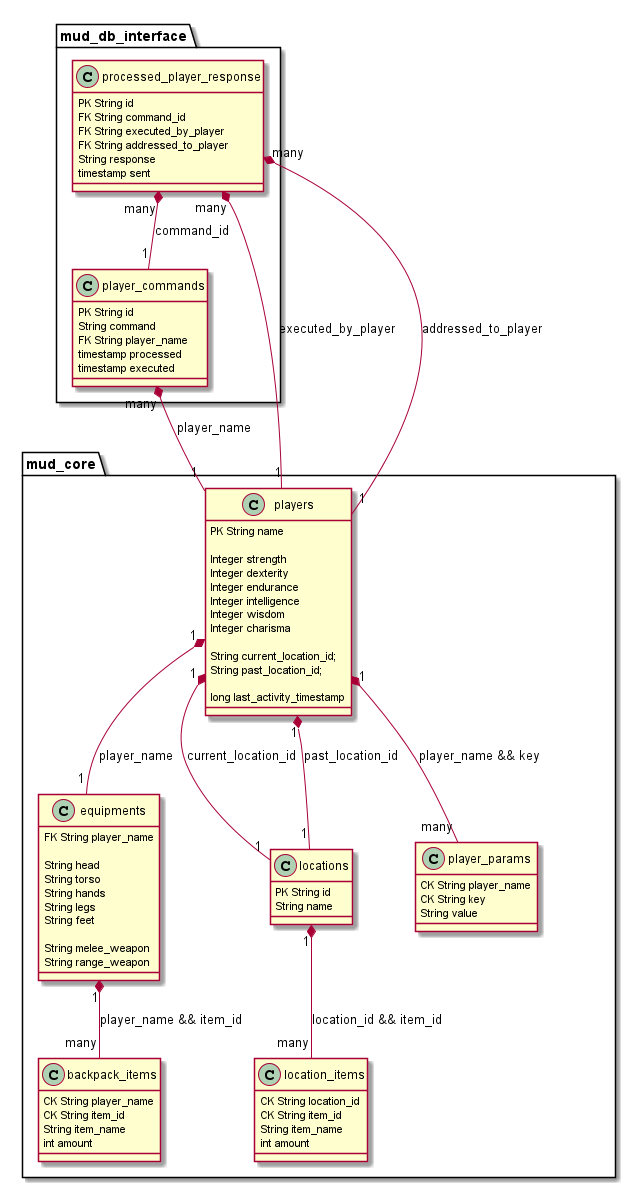 mud_db_interface
C processed_player_response
PK String id
FK String command_id
FK String executed_by_player
FK String addressed_to_player
String response
timestamp sent
many
many
many
command_id
1
C player_commands
PK String id
String command
FK String player_name
timestamp processed
timestamp executed
executed_by_player
addressed_to_player
many
player_name
mud_core
1
1
1
C players
PK String name
Integer strength
Integer dexterity
Integer endurance
Integer intelligence
Integer wisdom
Integer charisma
String current_location_id;
String past_location_id;
long last_activity_timestamp
1
1
1
1
player_name
current_location_id
past_location_id
player_name && key
1
1
1
many
C equipments
FK String player_name
String head
String torso
String hands
String legs
String feet
String melee_weapon
String range_weapon
C locations
PK String id
String name
C player_params
CK String player_name
CK String key
String value
1
player_name && item_id
many
1
location_id && item_id
many
C backpack_items
CK String player_name
CK String item_id
String item_name
int amount
C location_items
CK String location_id
CK String item_id
String item_name
int amount